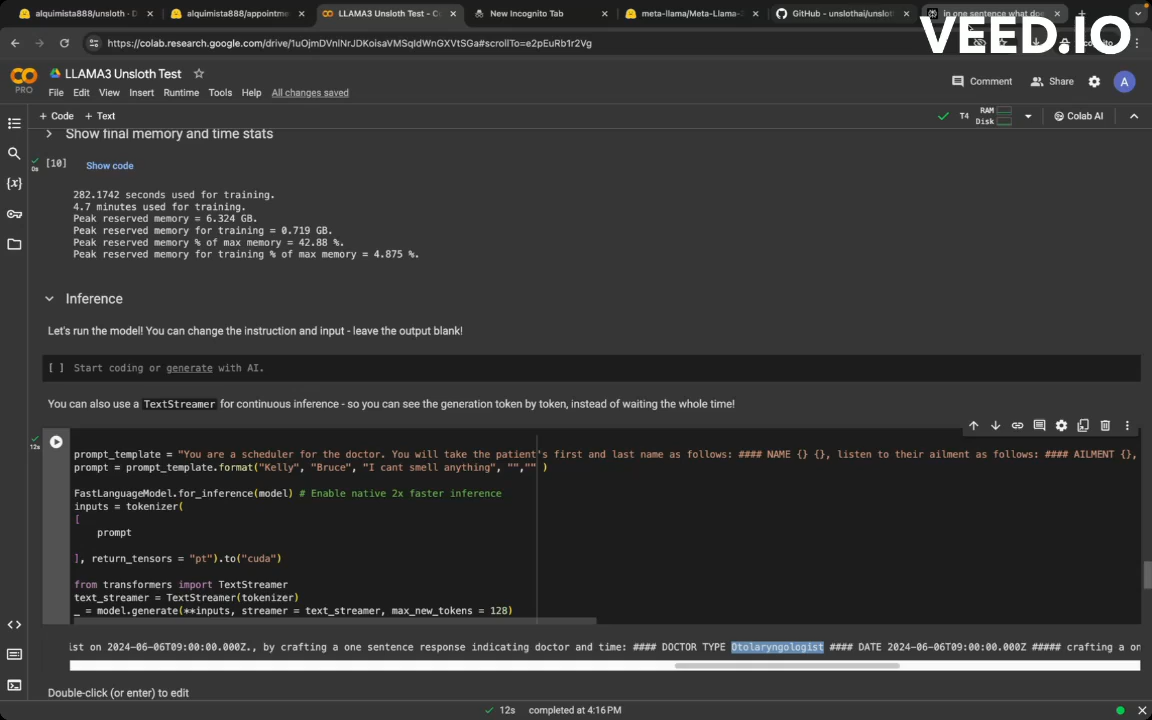 alquimista888/unsloth · D
alquimista888/appointme
LLAMA3 Unsloth Test - Co
New Incognito Tab
meta-llama/Meta-Llama-
GitHub - unslothai/unslot
in one sentence what doe
https://colab.research.google.com/drive/1uOjmDVnlNrJDKoisaVMSqIdWnGXVtSGa#scrollTo=e2pEuRb1r2Vg
VEED.IO
PRO
LLAMA3 Unsloth Test
File Edit View Insert Runtime Tools Help All changes saved
Comment
Share
A
+ Code + Text
T4
RAM
Disk
Colab AI
Show final memory and time stats
[10]
0s
Show code
282.1742 seconds used for training.
4.7 minutes used for training.
Peak reserved memory = 6.324 GB.
Peak reserved memory for training = 0.719 GB.
Peak reserved memory % of max memory = 42.88 %.
Peak reserved memory for training % of max memory = 4.875 %.
Inference
Let's run the model! You can change the instruction and input - leave the output blank!
[ ] Start coding or generate with AI.
You can also use a TextStreamer for continuous inference - so you can see the generation token by token, instead of waiting the whole time!
12s
prompt_template = "You are a scheduler for the doctor. You will take the patient's first and last name as follows: #### NAME {} {}, listen to their ailment as follows: #### AILMENT {},
prompt = prompt_template.format("Kelly", "Bruce", "I cant smell anything", "","" )
FastLanguageModel.for_inference(model) # Enable native 2x faster inference
inputs = tokenizer(
[
prompt
], return_tensors = "pt").to("cuda")
from transformers import TextStreamer
text_streamer = TextStreamer(tokenizer)
_ = model.generate(**inputs, streamer = text_streamer, max_new_tokens = 128)
ist on 2024-06-06T09:00:00.000Z., by crafting a one sentence response indicating doctor and time: #### DOCTOR TYPE Otolaryngologist #### DATE 2024-06-06T09:00:00.000Z ##### crafting a on
Double-click (or enter) to edit
12s completed at 4:16 PM